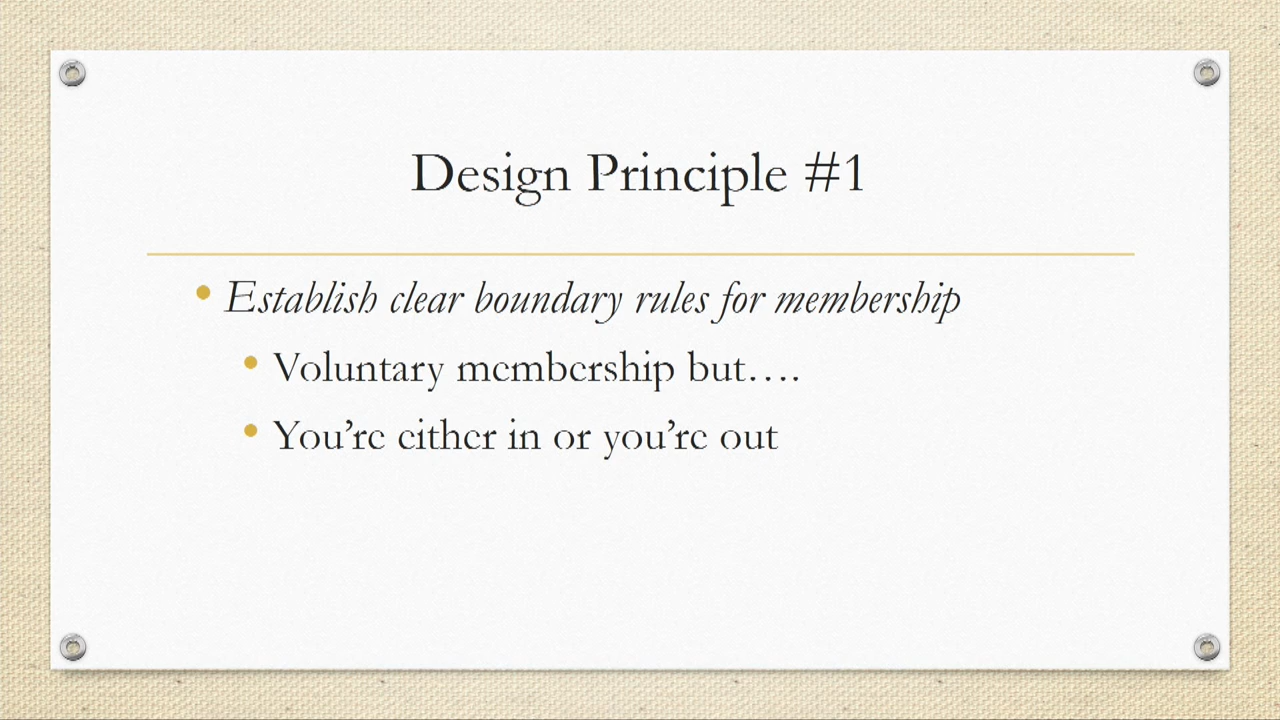 Design Principle #1
• Establish clear boundary rules for membership
• Voluntary membership but….
• You’re either in or you’re out